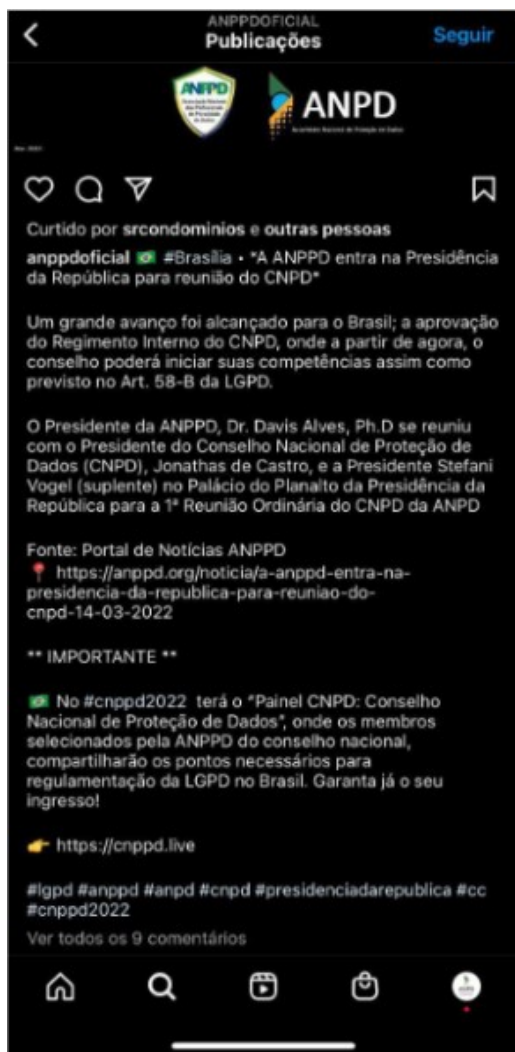 ANPPDOFICIAL
Publicações
Seguir
ANPPD
ANPD
Curtido por srcondominios e outras pessoas
anppdoficial 🇧🇷 #Brasília • *A ANPPD entra na Presidência
da República para reunião do CNPD*
Um grande avanço foi alcançado para o Brasil; a aprovação
do Regimento Interno do CNPD, onde a partir de agora, o
conselho poderá iniciar suas competências assim como
previsto no Art. 58-B da LGPD.
O Presidente da ANPPD, Dr. Davis Alves, Ph.D se reuniu
com o Presidente do Conselho Nacional de Proteção de
Dados (CNPD), Jonathas de Castro, e a Presidente Stefani
Vogel (suplente) no Palácio do Planalto da Presidência da
República para a 1ª Reunião Ordinária do CNPD da ANPD
Fonte: Portal de Notícias ANPPD
📍 https://anppd.org/noticia/a-anppd-entra-na-
presidencia-da-republica-para-reuniao-do-
cnpd-14-03-2022
** IMPORTANTE **
🇧🇷 No #cnppd2022 terá o "Painel CNPD: Conselho
Nacional de Proteção de Dados", onde os membros
selecionados pela ANPPD do conselho nacional,
compartilharão os pontos necessários para
regulamentação da LGPD no Brasil. Garanta já o seu
ingresso!
👉 https://cnppd.live
#lgpd #anppd #anpd #cnpd #presidenciadarepublica #cc
#cnppd2022
Ver todos os 9 comentários